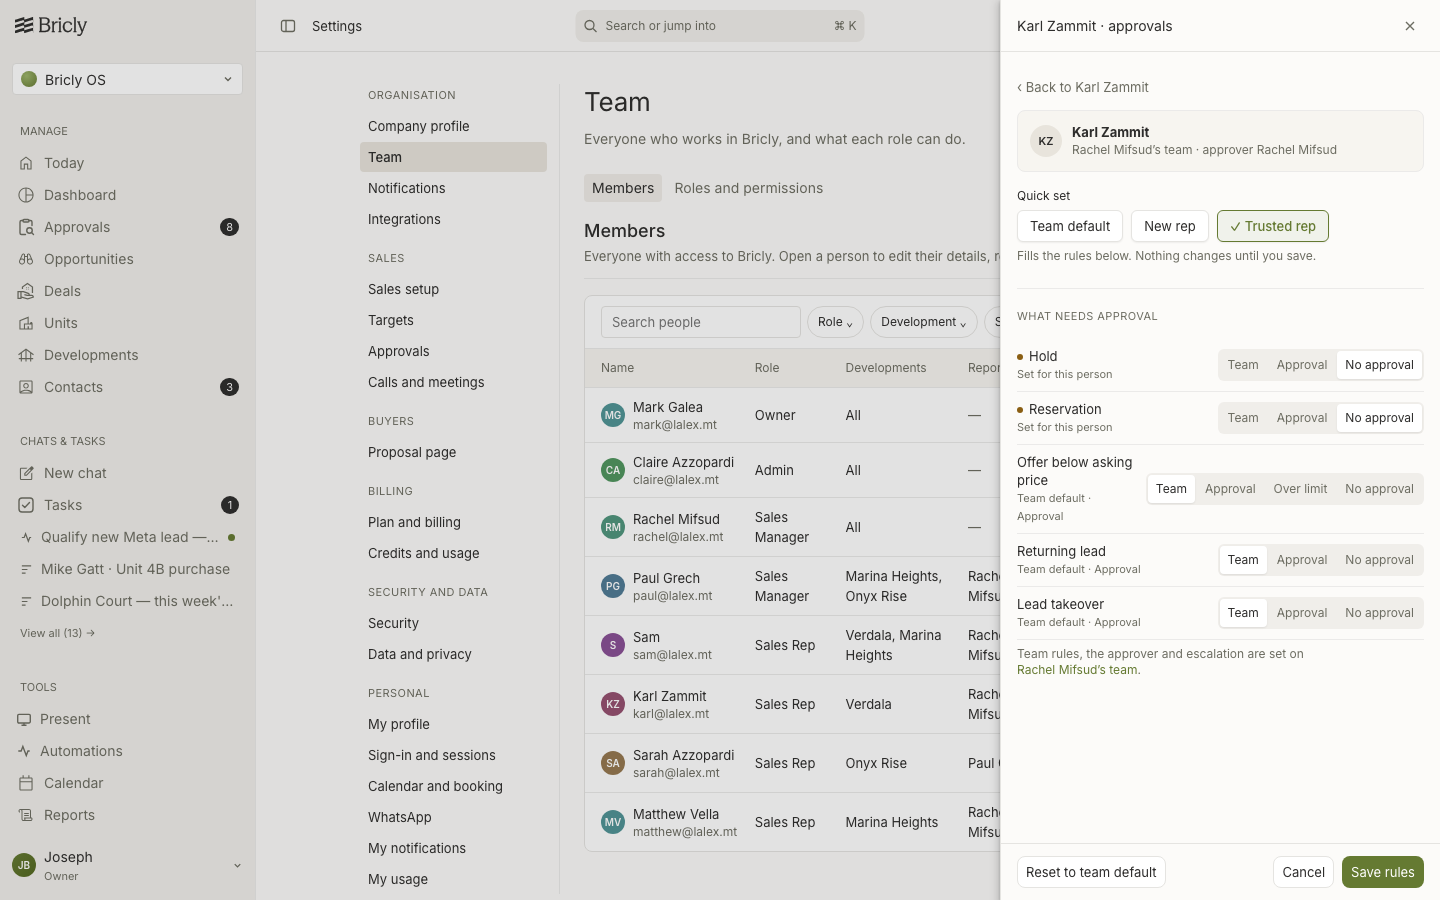 Bricly
Bricly OS
MANAGE
Today
Dashboard
Approvals 8
Opportunities
Deals
Units
Developments
Contacts 3
CHATS & TASKS
New chat
Tasks 1
Qualify new Meta lead —...
Mike Gatt · Unit 4B purchase
Dolphin Court — this week'...
View all (13) →
TOOLS
Present
Automations
Calendar
Reports
JB Joseph
Owner
Settings
Search or jump into ⌘ K
ORGANISATION
Company profile
Team
Notifications
Integrations
SALES
Sales setup
Targets
Approvals
Calls and meetings
BUYERS
Proposal page
BILLING
Plan and billing
Credits and usage
SECURITY AND DATA
Security
Data and privacy
PERSONAL
My profile
Sign-in and sessions
Calendar and booking
WhatsApp
My notifications
My usage
Team
Everyone who works in Bricly, and what each role can do.
Members Roles and permissions
Members
Everyone with access to Bricly. Open a person to edit their details, r
Search people Role Development S
Name Role Developments Repor
MG Mark Galea Owner All —
mark@lalex.mt
CA Claire Azzopardi Admin All —
claire@lalex.mt
RM Rachel Mifsud Sales Manager All —
rachel@lalex.mt
PG Paul Grech Sales Manager Marina Heights, Onyx Rise Rach Mifsu
paul@lalex.mt
S Sam Sales Rep Verdala, Marina Heights Rach Mifsu
sam@lalex.mt
KZ Karl Zammit Sales Rep Verdala Rach Mifsu
karl@lalex.mt
SA Sarah Azzopardi Sales Rep Onyx Rise Paul
sarah@lalex.mt
MV Matthew Vella Sales Rep Marina Heights Rach Mifsu
matthew@lalex.mt
Karl Zammit · approvals
‹ Back to Karl Zammit
KZ Karl Zammit
Rachel Mifsud’s team · approver Rachel Mifsud
Quick set
Team default New rep ✓ Trusted rep
Fills the rules below. Nothing changes until you save.
WHAT NEEDS APPROVAL
Hold Team Approval No approval
Set for this person
Reservation Team Approval No approval
Set for this person
Offer below asking
price
Team Approval Over limit No approval
Team default ·
Approval
Returning lead Team Approval No approval
Team default · Approval
Lead takeover Team Approval No approval
Team default · Approval
Team rules, the approver and escalation are set on
Rachel Mifsud’s team.
Reset to team default Cancel Save rules